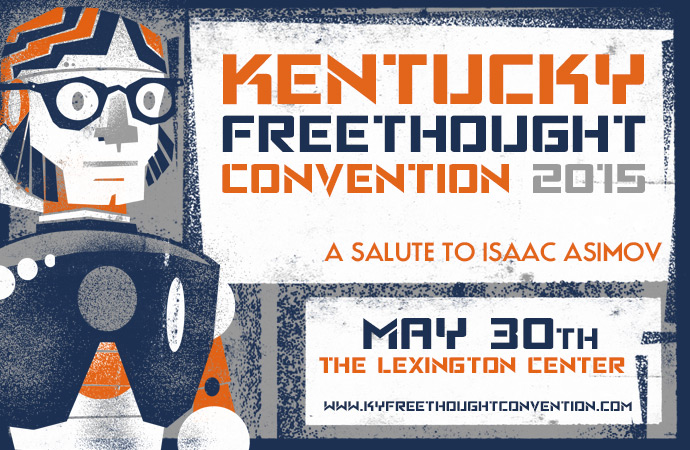 KENTUCKY
FREETHOUGHT
CONVENTION 2015
A SALUTE TO ISAAC ASIMOV
MAY 30TH
THE LEXINGTON CENTER
WWW.KYFREETHOUGHTCONVENTION.COM